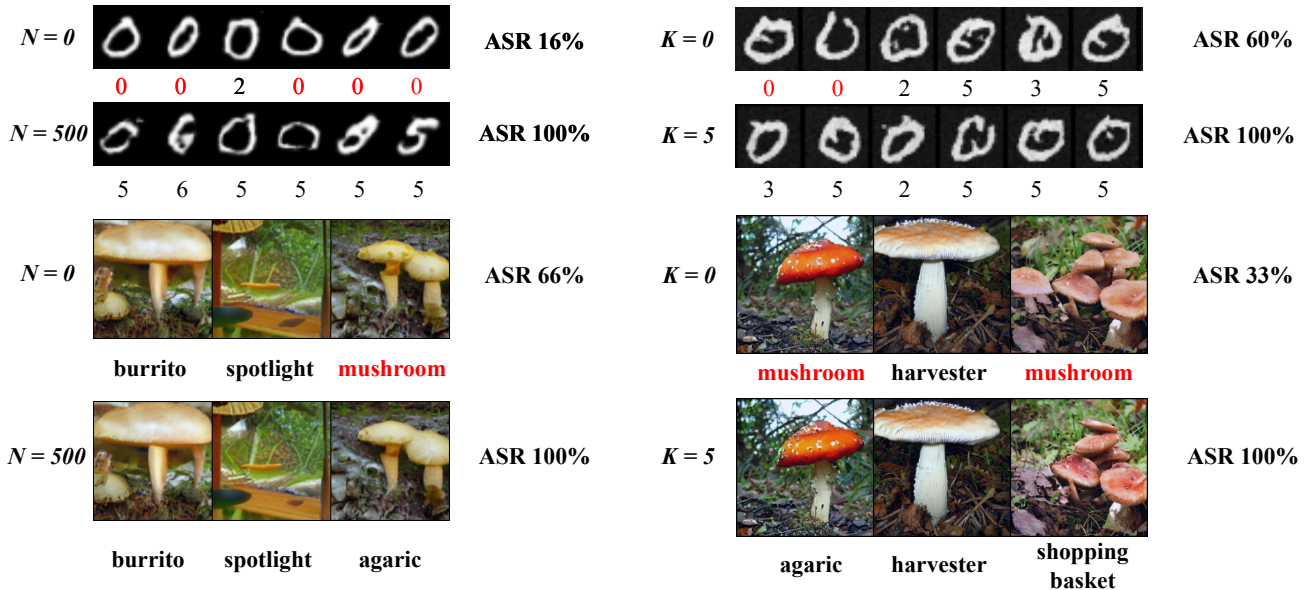 N = 0 ASR 16%
0 0 2 0 0 0
N = 500 ASR 100%
5 6 5 5 5 5
N = 0 ASR 66%
burrito spotlight mushroom
N = 500 ASR 100%
burrito spotlight agaric
K = 0 ASR 60%
0 0 2 5 3 5
K = 5 ASR 100%
3 5 2 5 5 5
K = 0 ASR 33%
mushroom harvester mushroom
K = 5 ASR 100%
agaric harvester shopping
basket